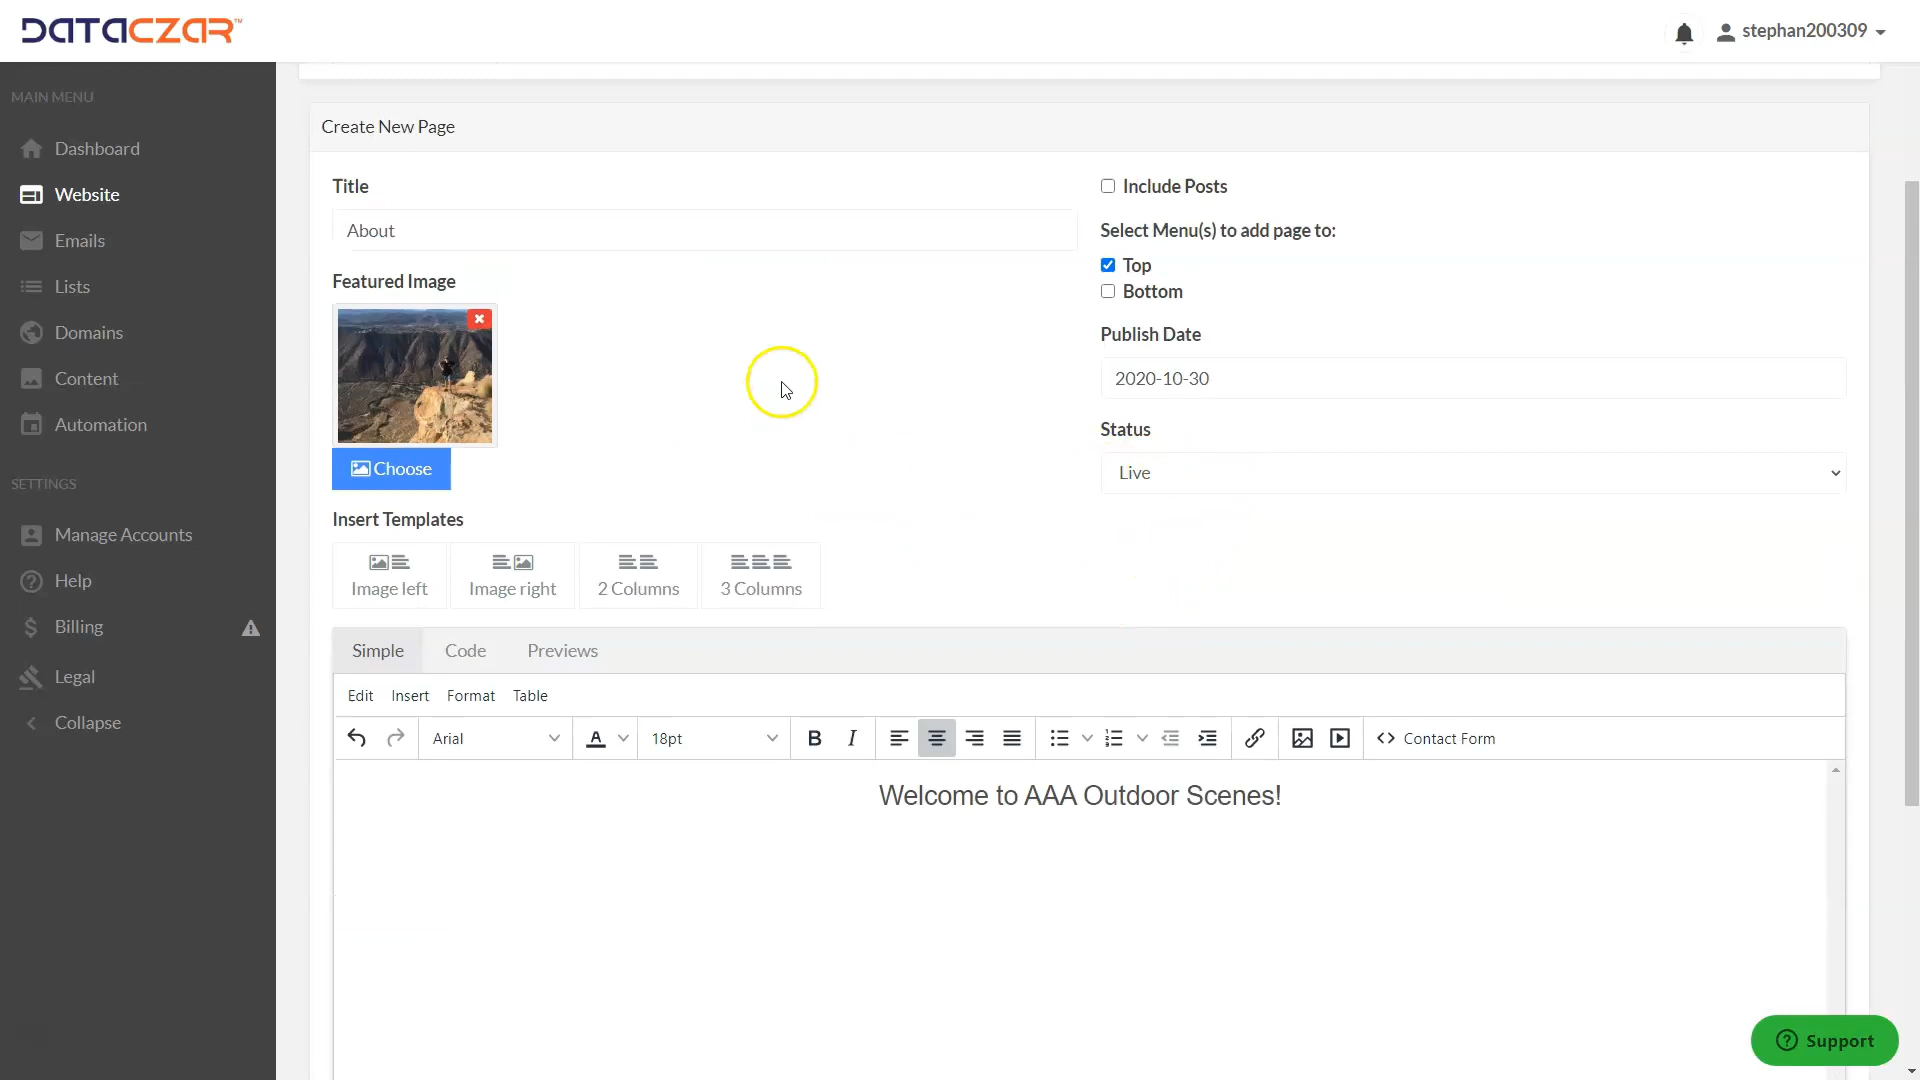 DATACZAR™
stephan200309
MAIN MENU
Dashboard
Website
Emails
Lists
Domains
Content
Automation
SETTINGS
Manage Accounts
Help
Billing
Legal
Collapse
Create New Page
Title
About
Featured Image
Choose
Include Posts
Select Menu(s) to add page to:
Top
Bottom
Publish Date
2020-10-30
Status
Live
Insert Templates
Image left
Image right
2 Columns
3 Columns
Simple Code Previews
Edit Insert Format Table
Arial A 18pt B I Contact Form
Welcome to AAA Outdoor Scenes!
Support